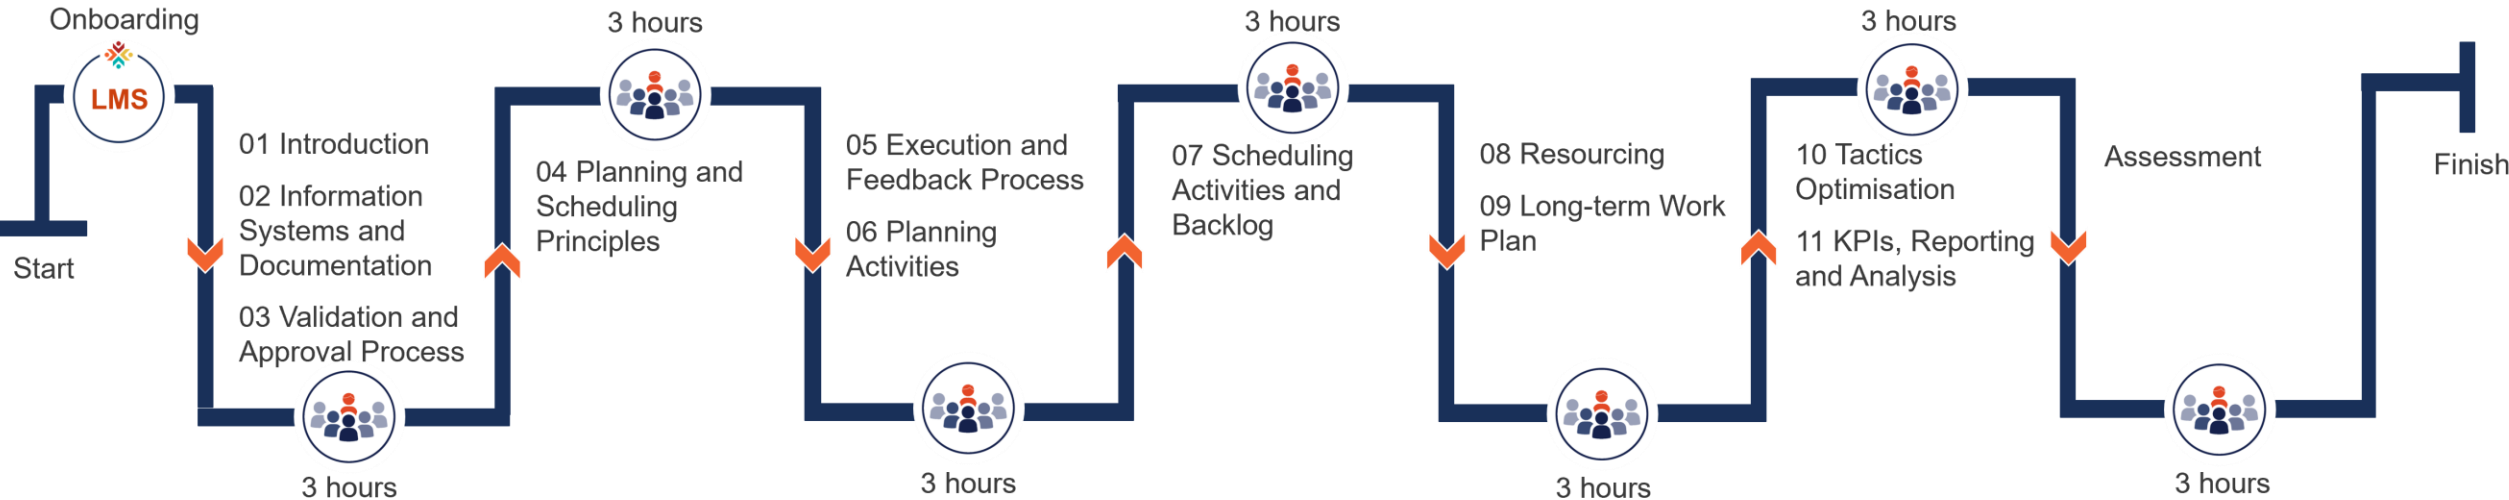 Onboarding
LMS
Start
01 Introduction
02 Information
Systems and
Documentation
03 Validation and
Approval Process
3 hours
3 hours
04 Planning and
Scheduling
Principles
05 Execution and
Feedback Process
06 Planning
Activities
3 hours
3 hours
07 Scheduling
Activities and
Backlog
08 Resourcing
09 Long-term Work
Plan
3 hours
3 hours
10 Tactics
Optimisation
11 KPIs, Reporting
and Analysis
Assessment
3 hours
Finish